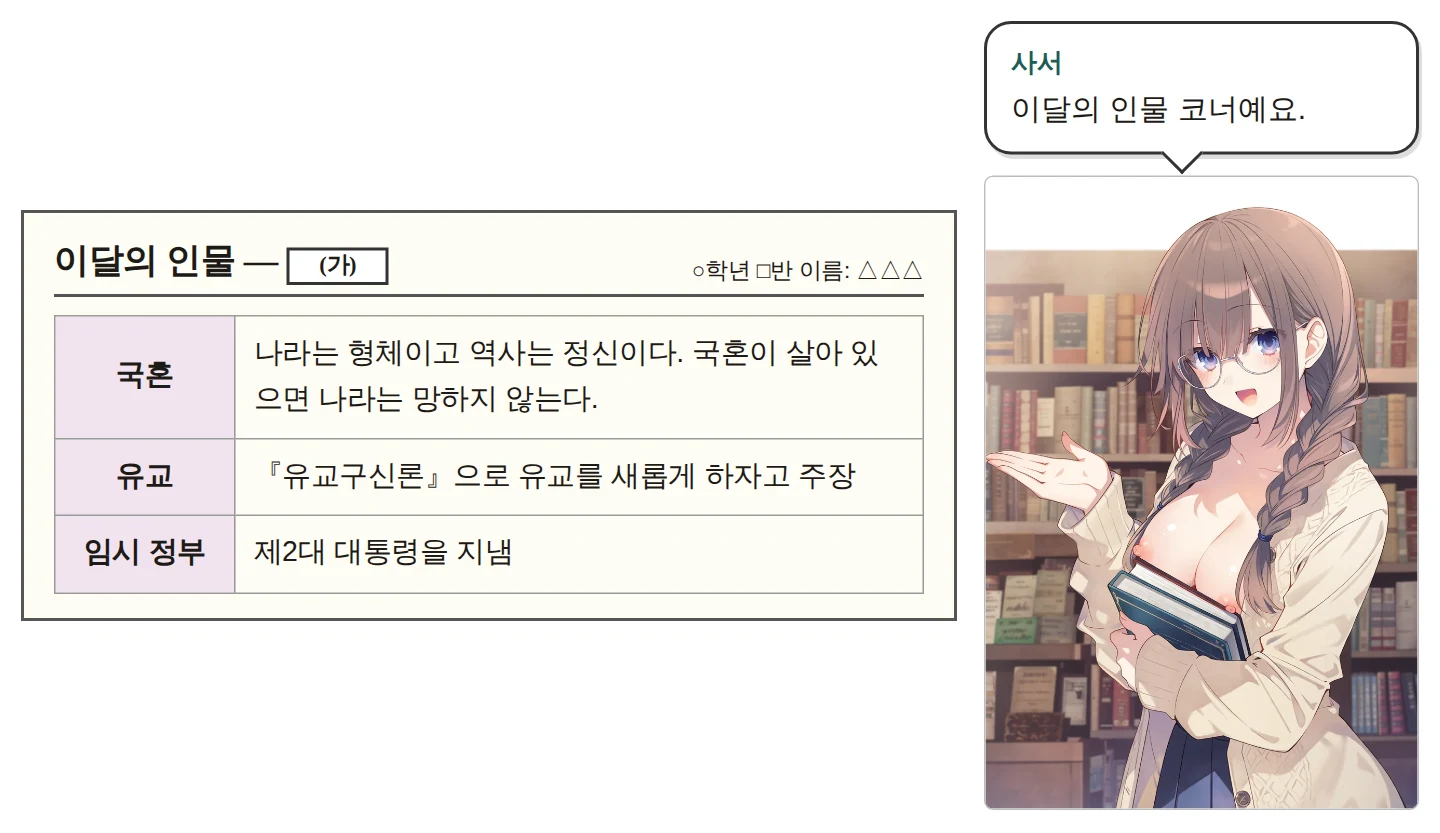 사서
이달의 인물 코너예요.
이달의 인물 — (가)
○학년 □반 이름: △△△
국혼
나라는 형체이고 역사는 정신이다. 국혼이 살아 있
으면 나라는 망하지 않는다.
유교
『유교구신론』으로 유교를 새롭게 하자고 주장
임시 정부
제2대 대통령을 지냄